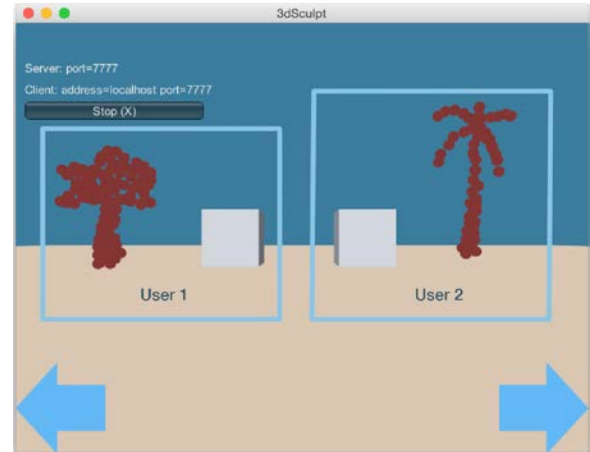 3dSculpt
Server: port=7777
Client: address=localhost port=7777
Stop (X)
User 1
User 2